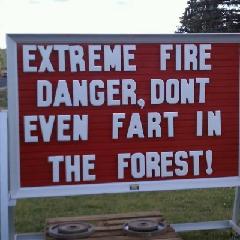 EXTREME FIRE
DANGER, DONT
EVEN FART IN
THE FOREST!